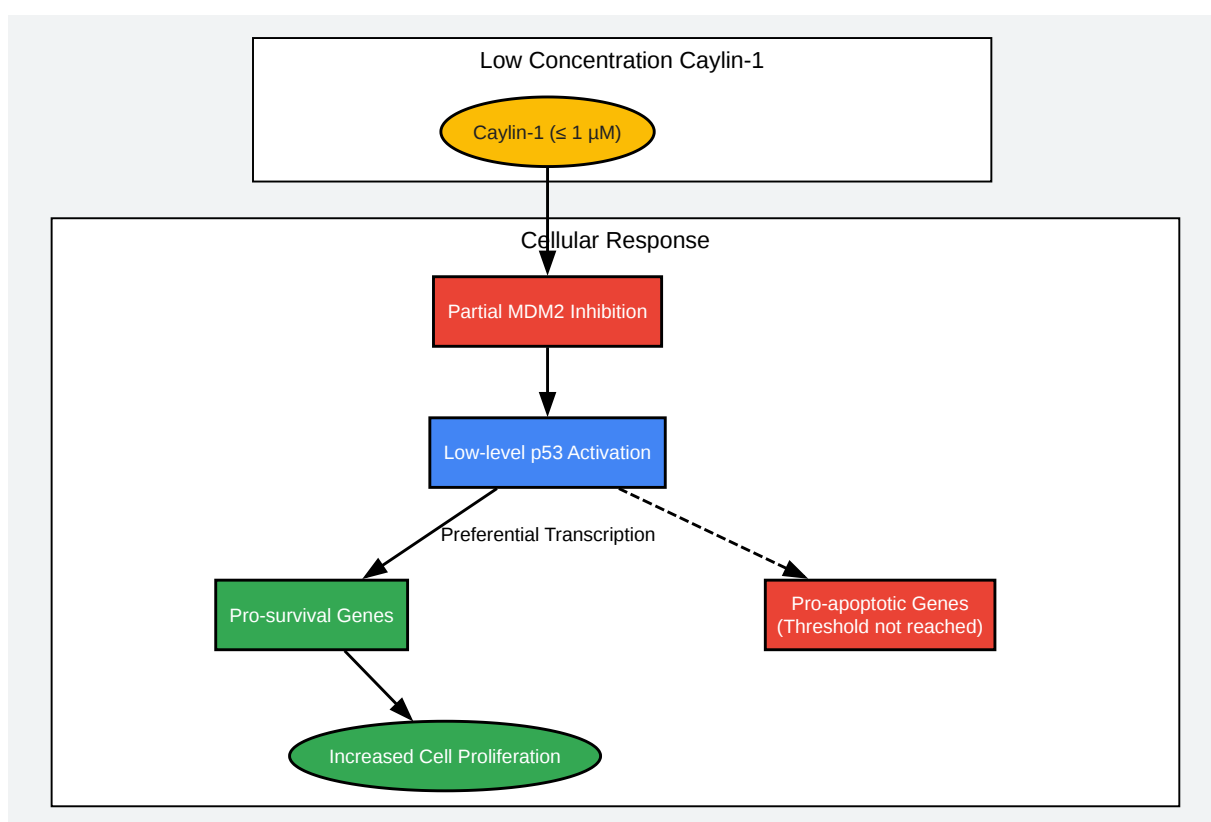 Low Concentration Caylin-1
Caylin-1 (≤ 1 µM)
Cellular Response
Partial MDM2 Inhibition
Low-level p53 Activation
Preferential Transcription
Pro-survival Genes
Pro-apoptotic Genes
(Threshold not reached)
Increased Cell Proliferation